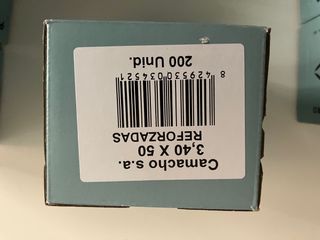 Camacho s.a.
3,40 X 50
REFORZADAS
8 429530 034521
200 Unid.